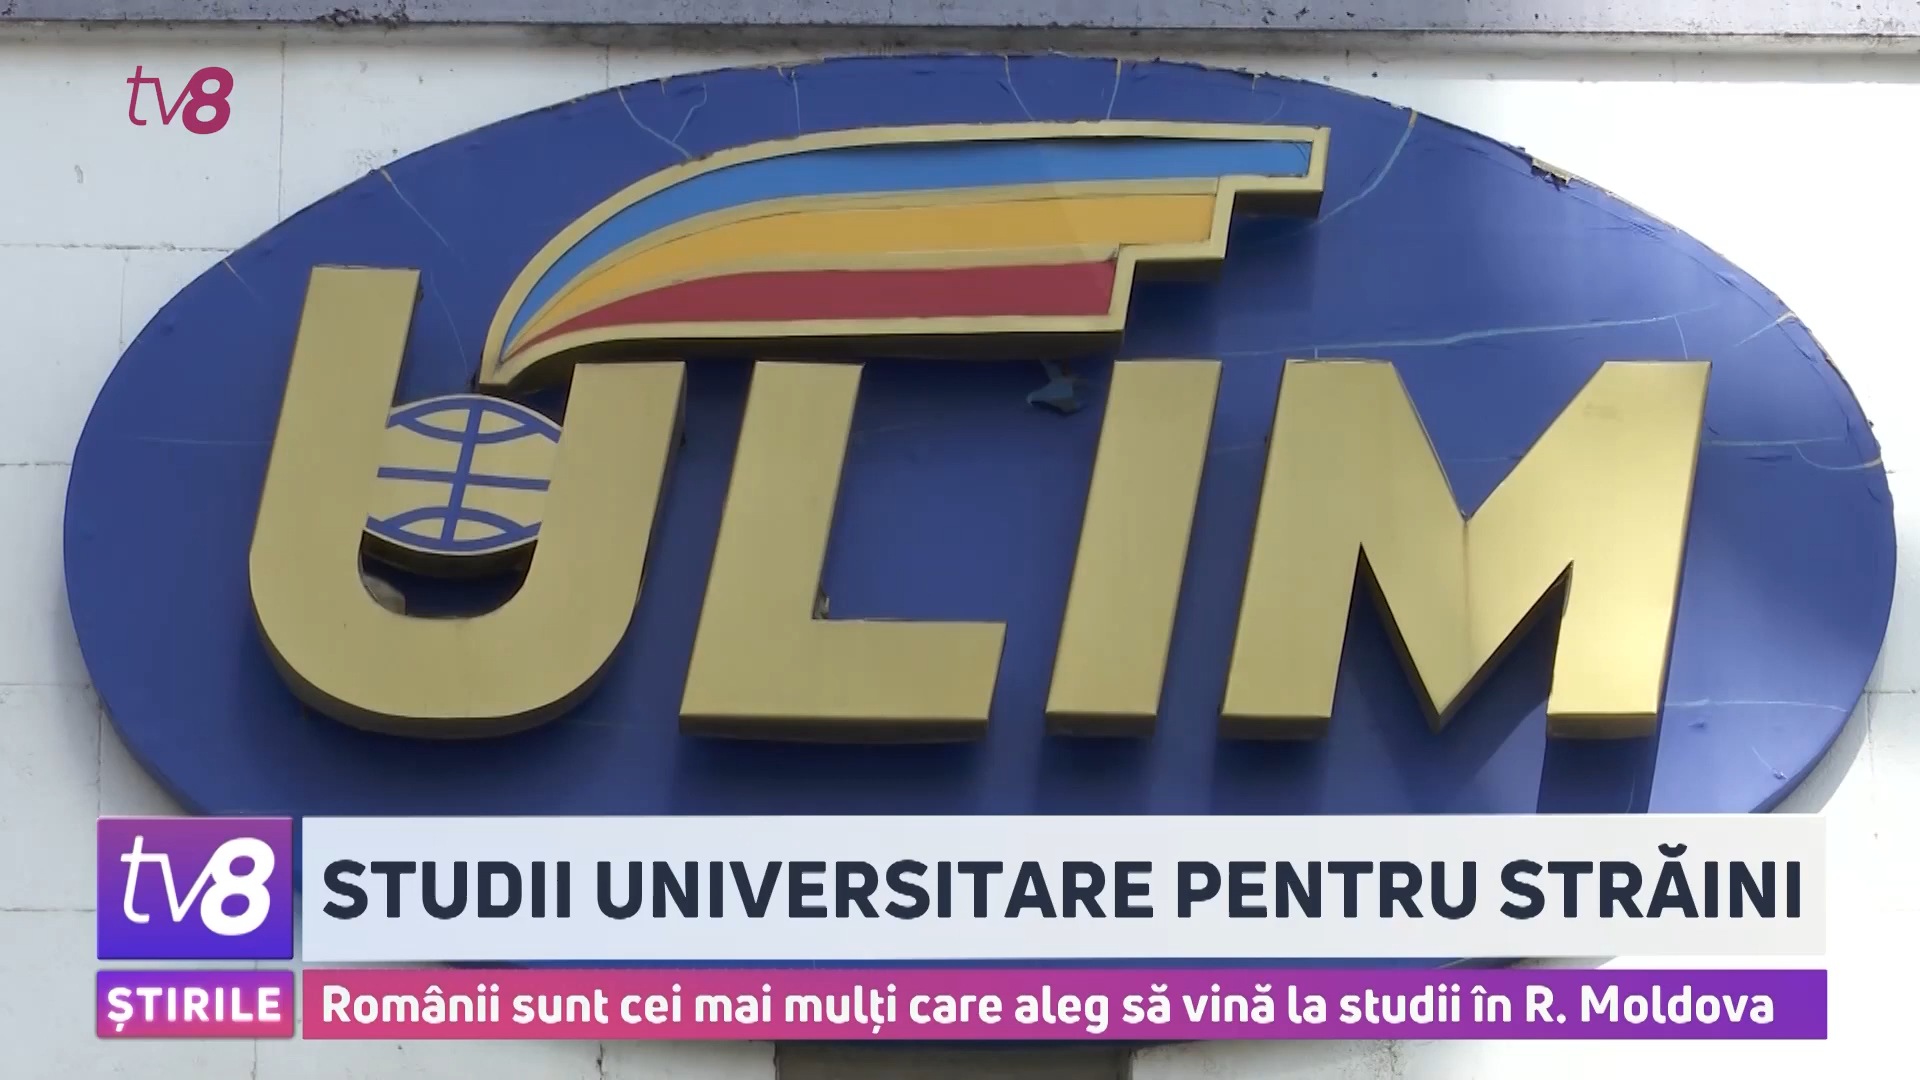 tv8
ULIM
tv8
STUDII UNIVERSITARE PENTRU STRĂINI
ȘTIRILE
Românii sunt cei mai mulți care aleg să vină la studii în R. Moldova